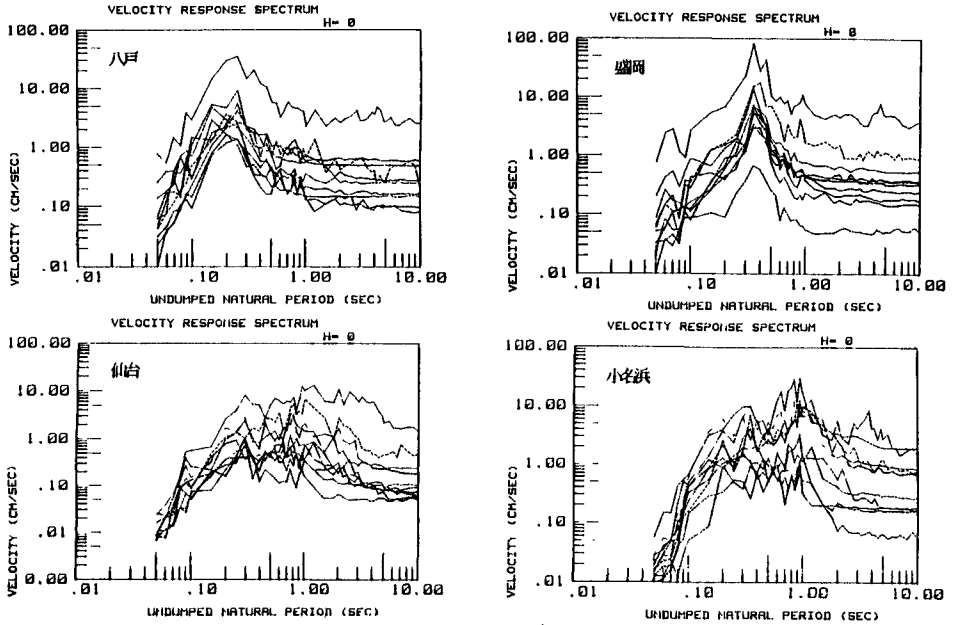 VELOCITY RESPONSE SPECTRUM
H= 0
100.00
10.00
1.00
.10
.01
八戸
VELOCITY (CM/SEC)
.01 .10 1.00 10.00
UNDUMPED NATURAL PERIOD (SEC)
VELOCITY RESPONSE SPECTRUM
H= 0
100.00
10.00
1.00
.10
.01
盛岡
VELOCITY (CM/SEC)
.01 .10 1.00 10.00
UNDUMPED NATURAL PERIOD (SEC)
VELOCITY RESPONSE SPECTRUM
H= 0
100.00
10.00
1.00
.10
.01
0.00
仙台
VELOCITY (CM/SEC)
.01 .10 1.00 10.00
UNDUMPED NATURAL PERIOD (SEC)
VELOCITY RESPONSE SPECTRUM
H= 0
100.00
10.00
1.00
.10
.01
小名浜
VELOCITY (CM/SEC)
.01 .10 1.00 10.00
UNDUMPED NATURAL PERIOD (SEC)